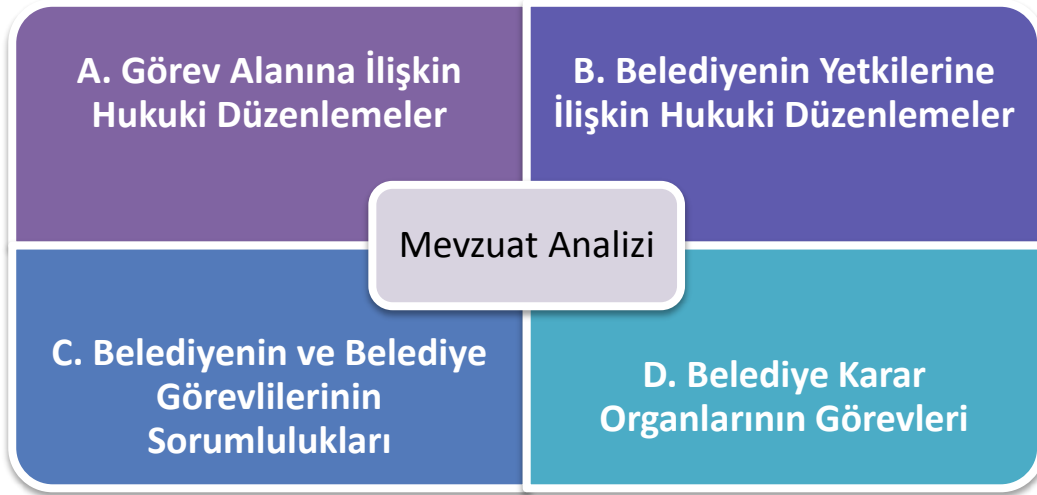 A. Görev Alanına İlişkin
Hukuki Düzenlemeler
B. Belediyenin Yetkilerine
İlişkin Hukuki Düzenlemeler
Mevzuat Analizi
C. Belediyenin ve Belediye
Görevlilerinin
Sorumlulukları
D. Belediye Karar
Organlarının Görevleri